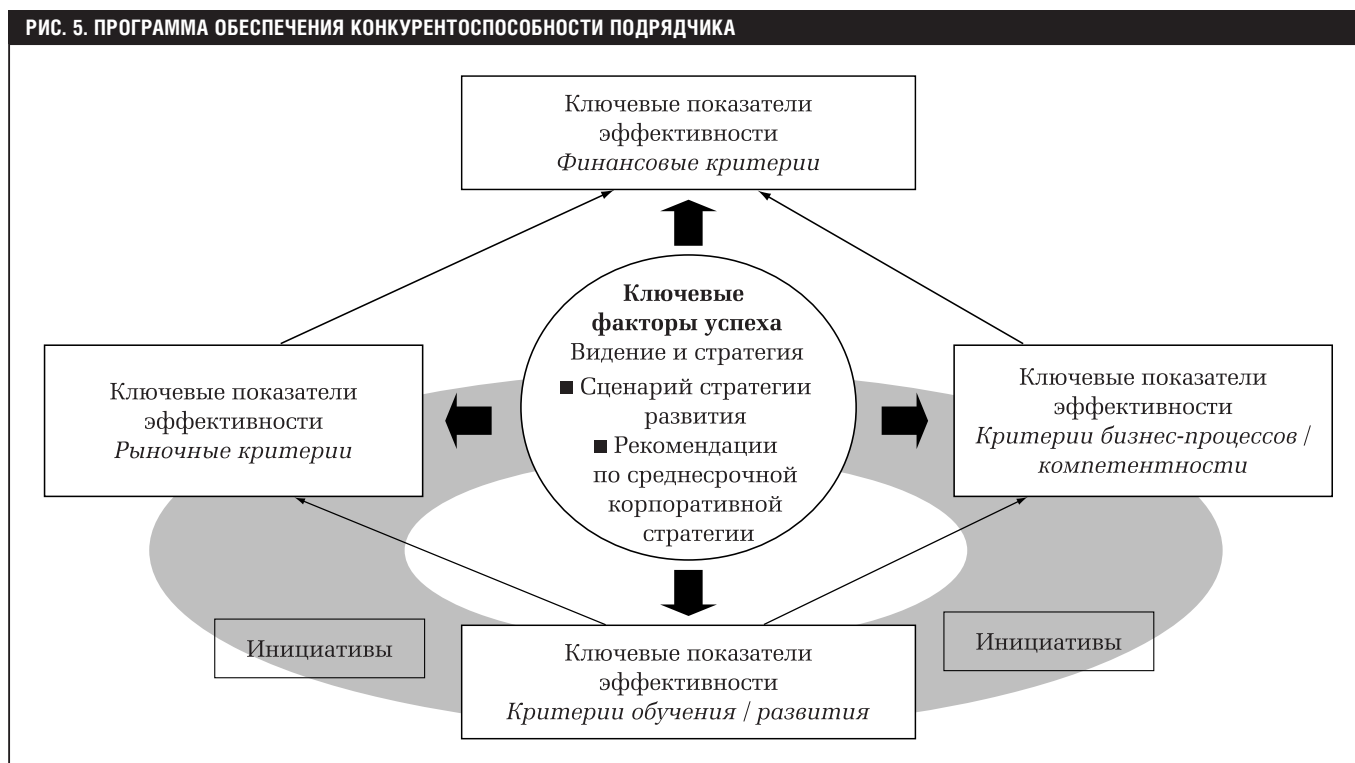 РИС. 5. ПРОГРАММА ОБЕСПЕЧЕНИЯ КОНКУРЕНТОСПОСОБНОСТИ ПОДРЯДЧИКА
Ключевые показатели
эффективности
Финансовые критерии
Ключевые
факторы успеха
Видение и стратегия
■ Сценарий стратегии
развития
■ Рекомендации
по среднесрочной
корпоративной
стратегии
Ключевые показатели
эффективности
Рыночные критерии
Ключевые показатели
эффективности
Критерии бизнес-процессов /
компетентности
Инициативы
Ключевые показатели
эффективности
Критерии обучения / развития
Инициативы